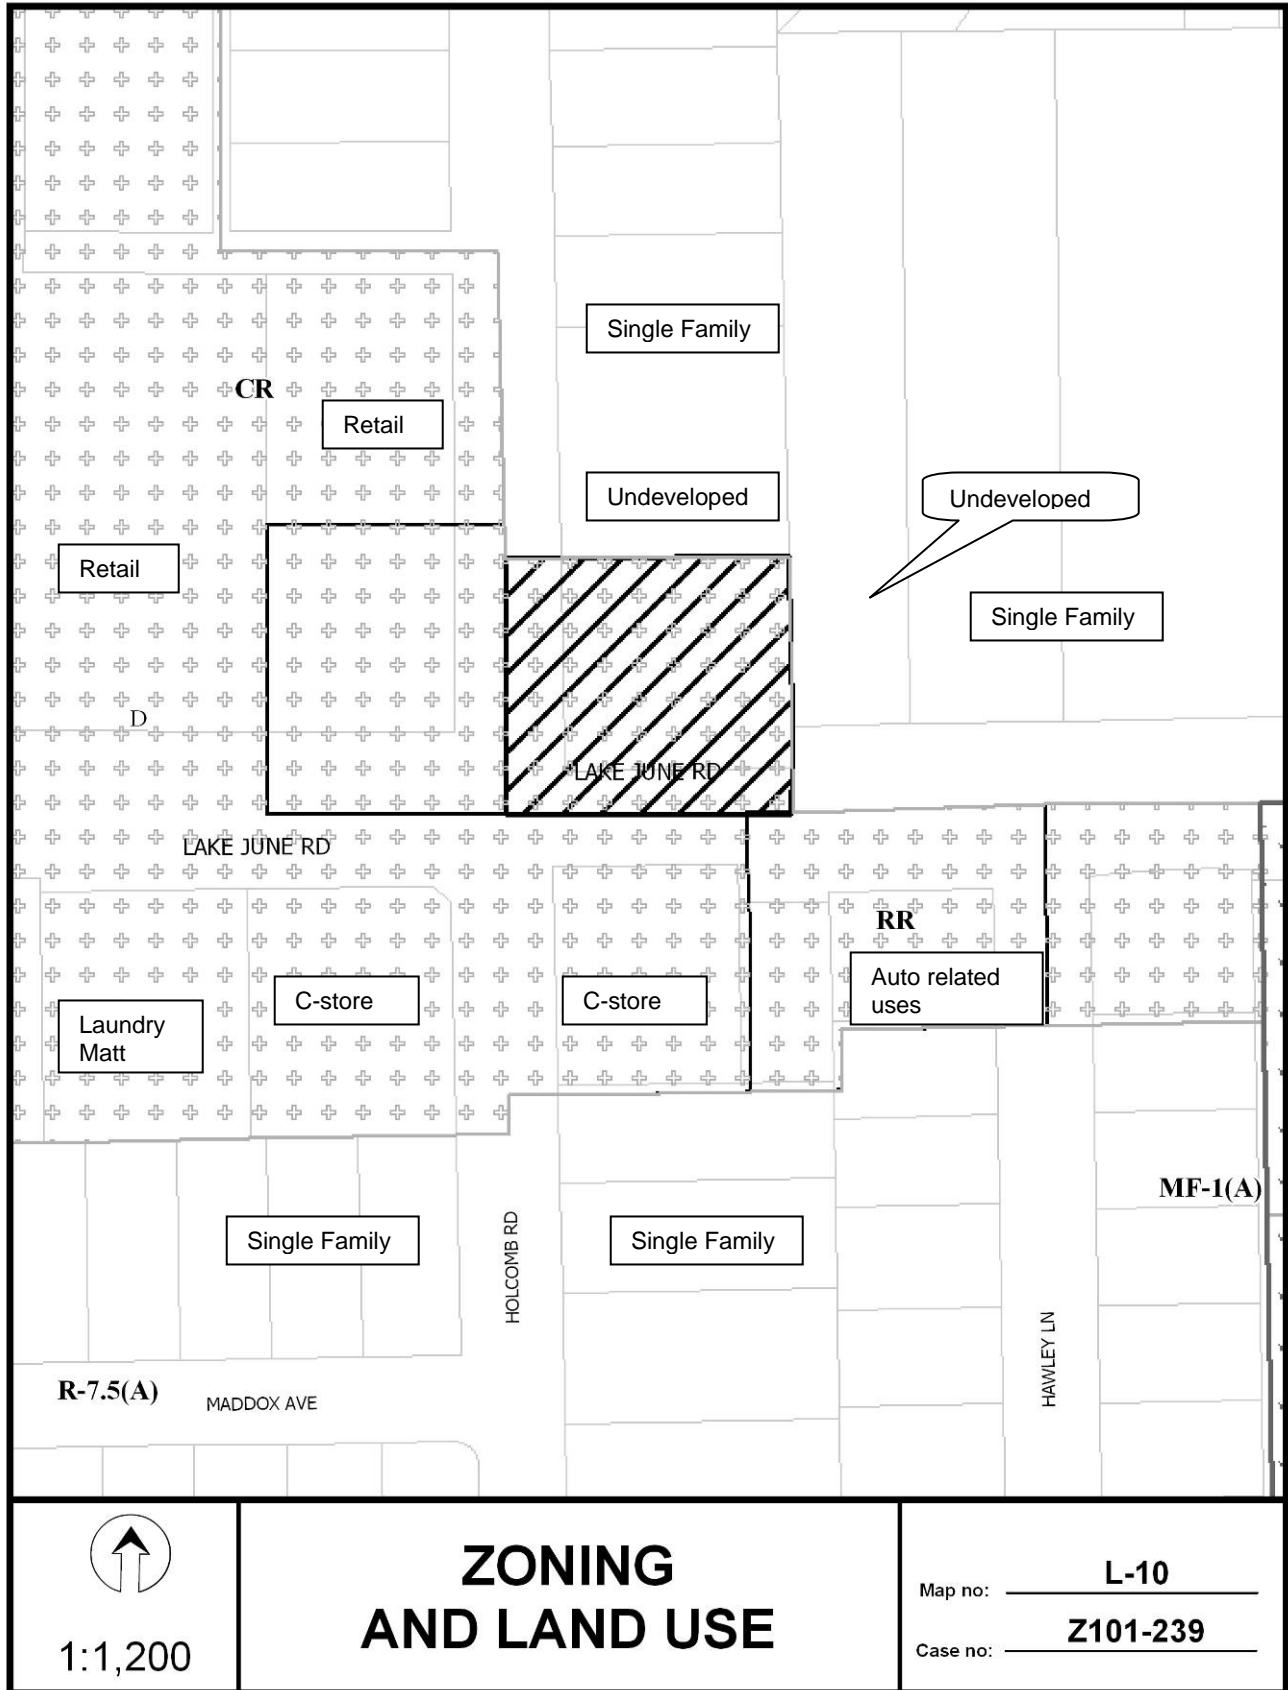 Single Family
CR
Retail
Undeveloped
Undeveloped
Retail
Single Family
D
LAKE JUNE RD
LAKE JUNE RD
RR
Auto related
uses
C-store
C-store
Laundry
Matt
MF-1(A)
Single Family
Single Family
HOLCOMB RD
HAWLEY LN
R-7.5(A)
MADDOX AVE
1:1,200
ZONING
AND LAND USE
Map no: L-10
Case no: Z101-239